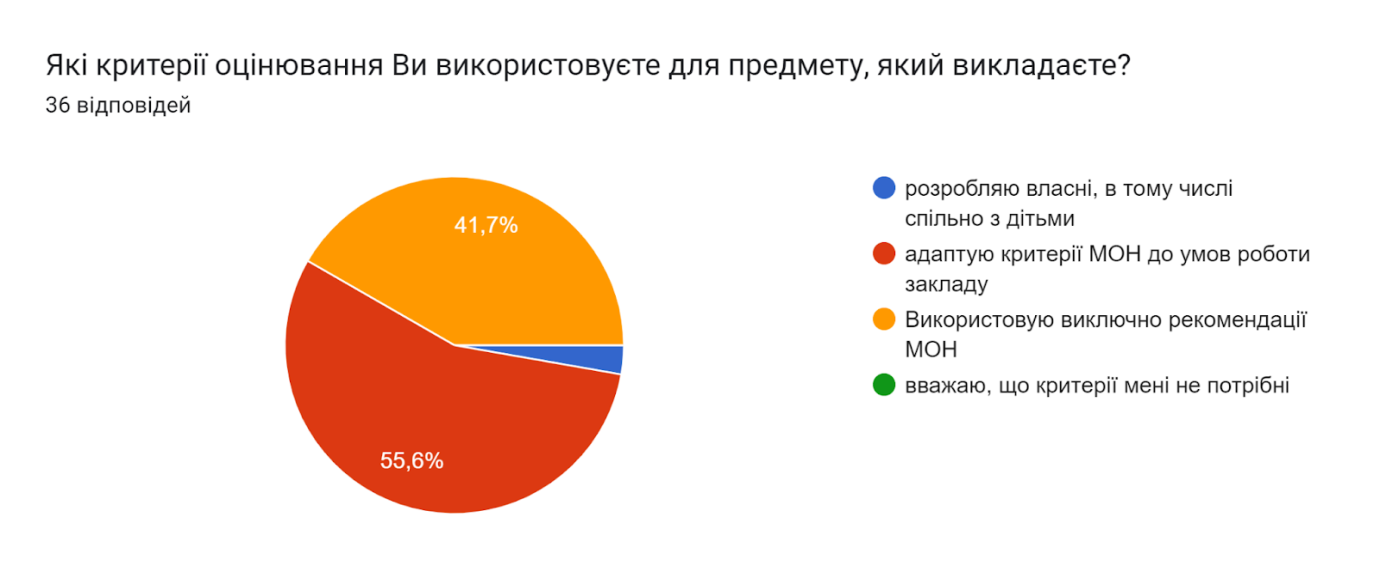 Які критерії оцінювання Ви використовуєте для предмету, який викладаєте?
36 відповідей
41,7%
55,6%
розробляю власні, в тому числі
спільно з дітьми
адаптую критерії МОН до умов роботи
закладу
Використовую виключно рекомендації
МОН
вважаю, що критерії мені не потрібні